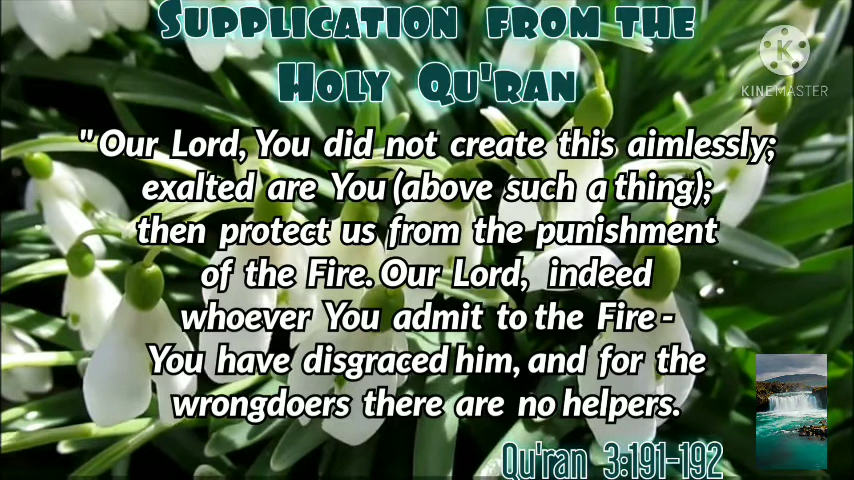 SUPPLICATION FROM THE
HOLY QU'RAN
KINEMASTER
" Our Lord, You did not create this aimlessly;
exalted are You (above such a thing);
then protect us from the punishment
of the Fire. Our Lord, indeed
whoever You admit to the Fire -
You have disgraced him, and for the
wrongdoers there are no helpers.
Qu'ran 3:191-192